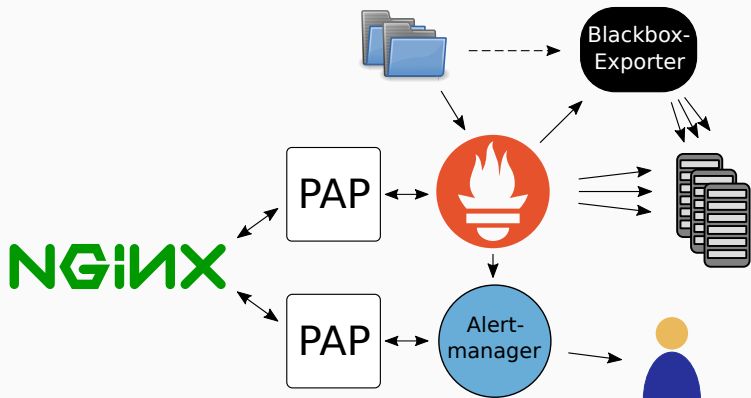 Blackbox-
Exporter
PAP
NGiNX
PAP
Alert-
manager